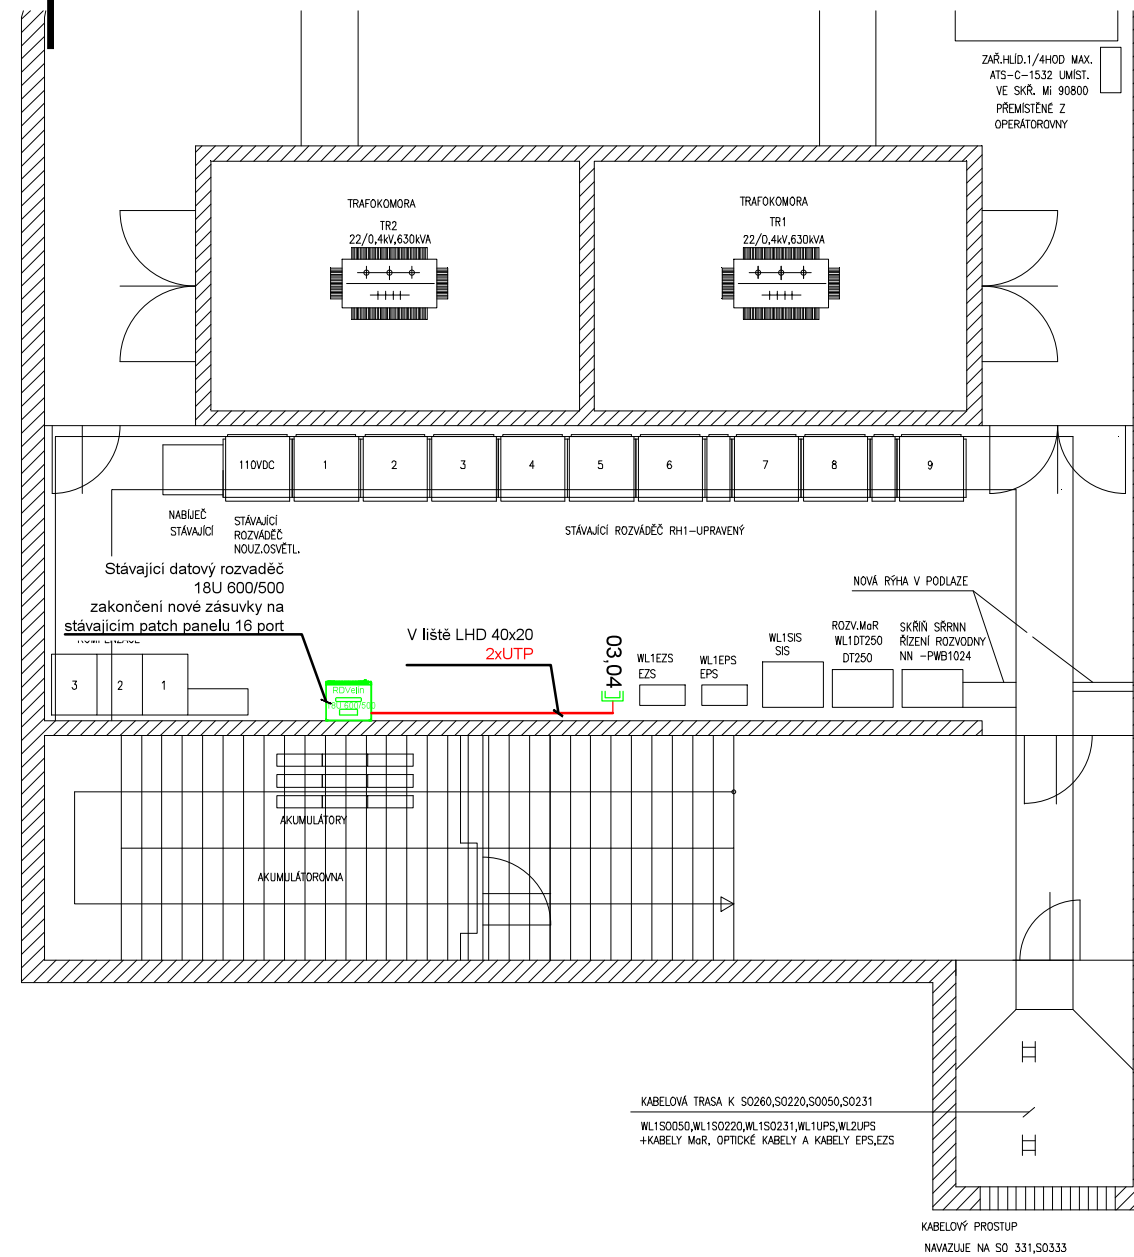 ZAŘ.HLÍD.1/4HOD MAX.
ATS-C-1532 UMÍST.
VE SKŘ. Mi 90800
PŘEMÍSTĚNÉ Z
OPERÁTOROVNY
TRAFOKOMORA
TR2
22/0,4kV,630kVA
TRAFOKOMORA
TR1
22/0,4kV,630kVA
110VDC
1
2
3
4
5
6
7
8
9
NABÍJEČ
STÁVAJÍCÍ
STÁVAJÍCÍ
ROZVÁDĚČ
NOUZ.OSVĚTL.
STÁVAJÍCÍ ROZVÁDĚČ RH1-UPRAVENÝ
Stávající datový rozvaděč
18U 600/500
zakončení nové zásuvky na
stávajícim patch panelu 16 port
NOVÁ RÝHA V PODLAZE
V liště LHD 40x20
2xUTP
03,04
WL1EZS
EZS
WL1EPS
EPS
WL1SIS
SIS
ROZV.MaR
WL1DT250
DT250
SKŘÍŇ SŘRNN
ŘÍZENÍ ROZVODNY
NN -PWB1024
3
2
1
RDVelín
18U 600/500
AKUMULÁTORY
AKUMULÁTOROVNA
KABELOVÁ TRASA K SO260,SO220,SO050,SO231
WL1SO050,WL1SO220,WL1SO231,WL1UPS,WL2UPS
+KABELY MaR, OPTICKÉ KABELY A KABELY EPS,EZS
KABELOVÝ PROSTUP
NAVAZUJE NA SO 331,SO333